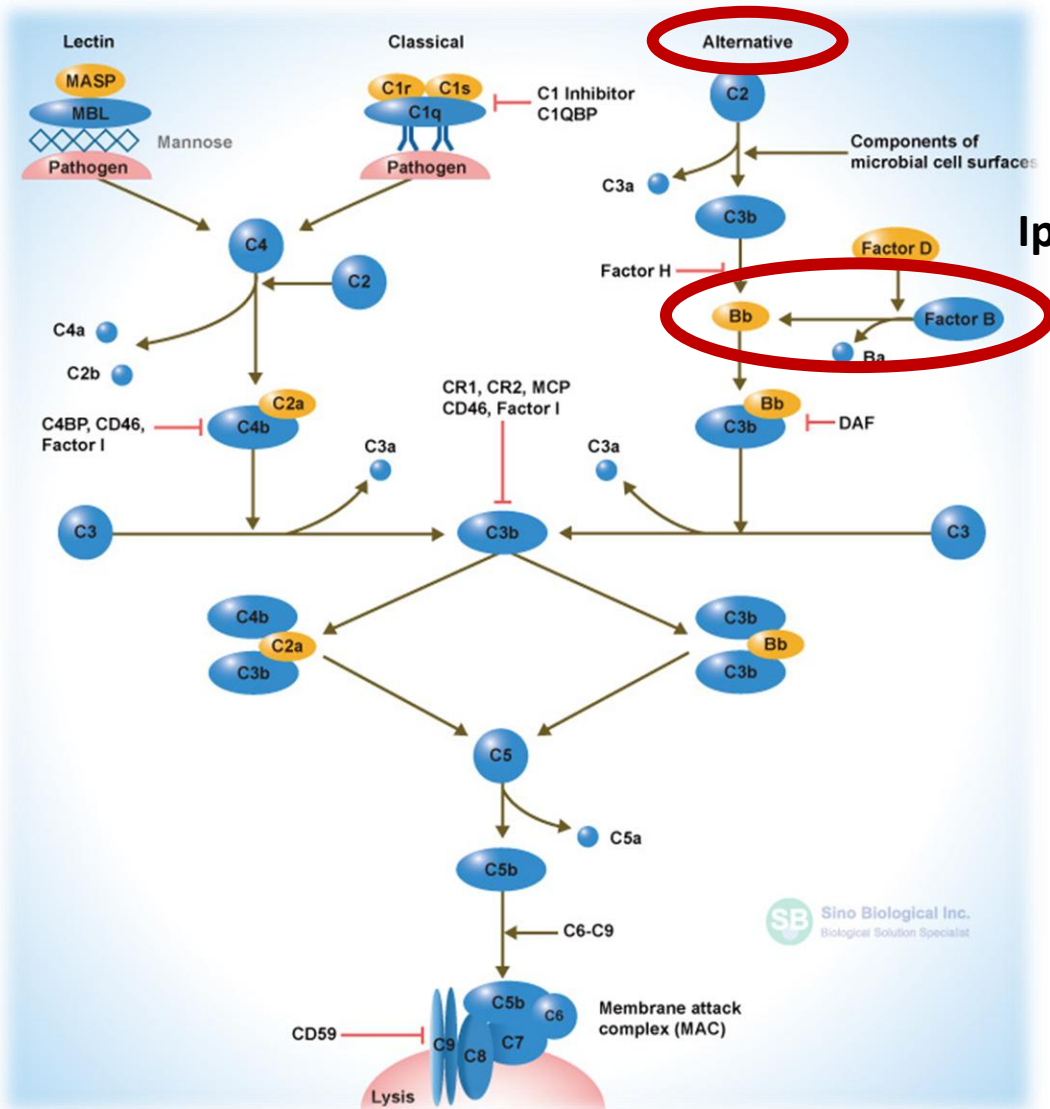 Lectin
Classical
Alternative
MASP
MBL
Mannose
Pathogen
C1r
C1s
C1q
Pathogen
C1 Inhibitor
C1QBP
C2
Components of
microbial cell surfaces
C3a
C3b
Ip
C4
C2
Factor H
Factor D
Bb
Factor B
Ba
C4a
C2b
C4BP, CD46,
Factor I
C2a
C4b
CR1, CR2, MCP
CD46, Factor I
Bb
C3b
DAF
C3a
C3a
C3
C3b
C3
C4b
C2a
C3b
C3b
Bb
C3b
C5
C5a
C5b
C6-C9
SB
Sino Biological Inc.
Biological Solution Specialist
C5b
C6
C7
C8
C9
Membrane attack
complex (MAC)
CD59
Lysis